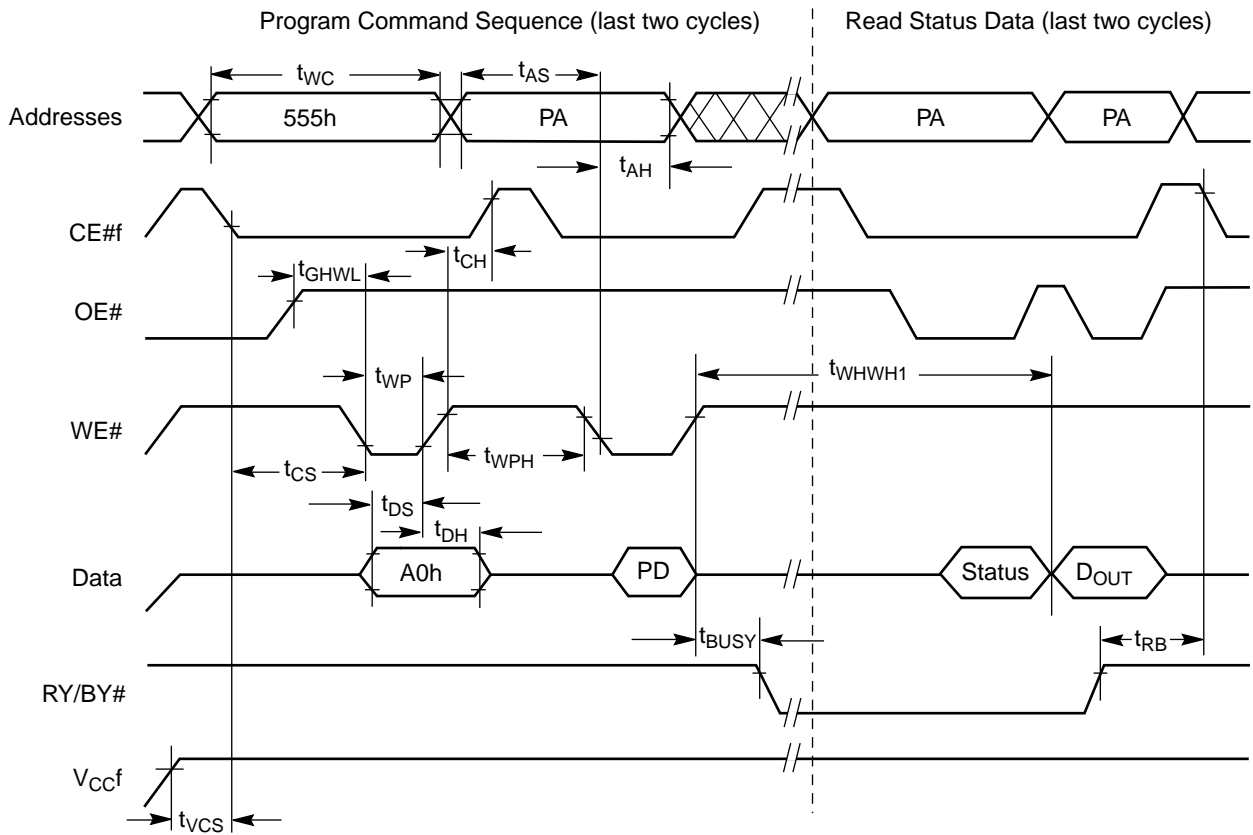 Program Command Sequence (last two cycles) Read Status Data (last two cycles)
tWC tAS
Addresses 555h PA PA PA
tAH
CE#f
tCH
tGHWL
OE#
tWP tWHWH1
WE#
tCS tWPH
tDS
tDH
Data A0h PD Status DOUT
tBUSY tRB
RY/BY#
VCCf
tVCS